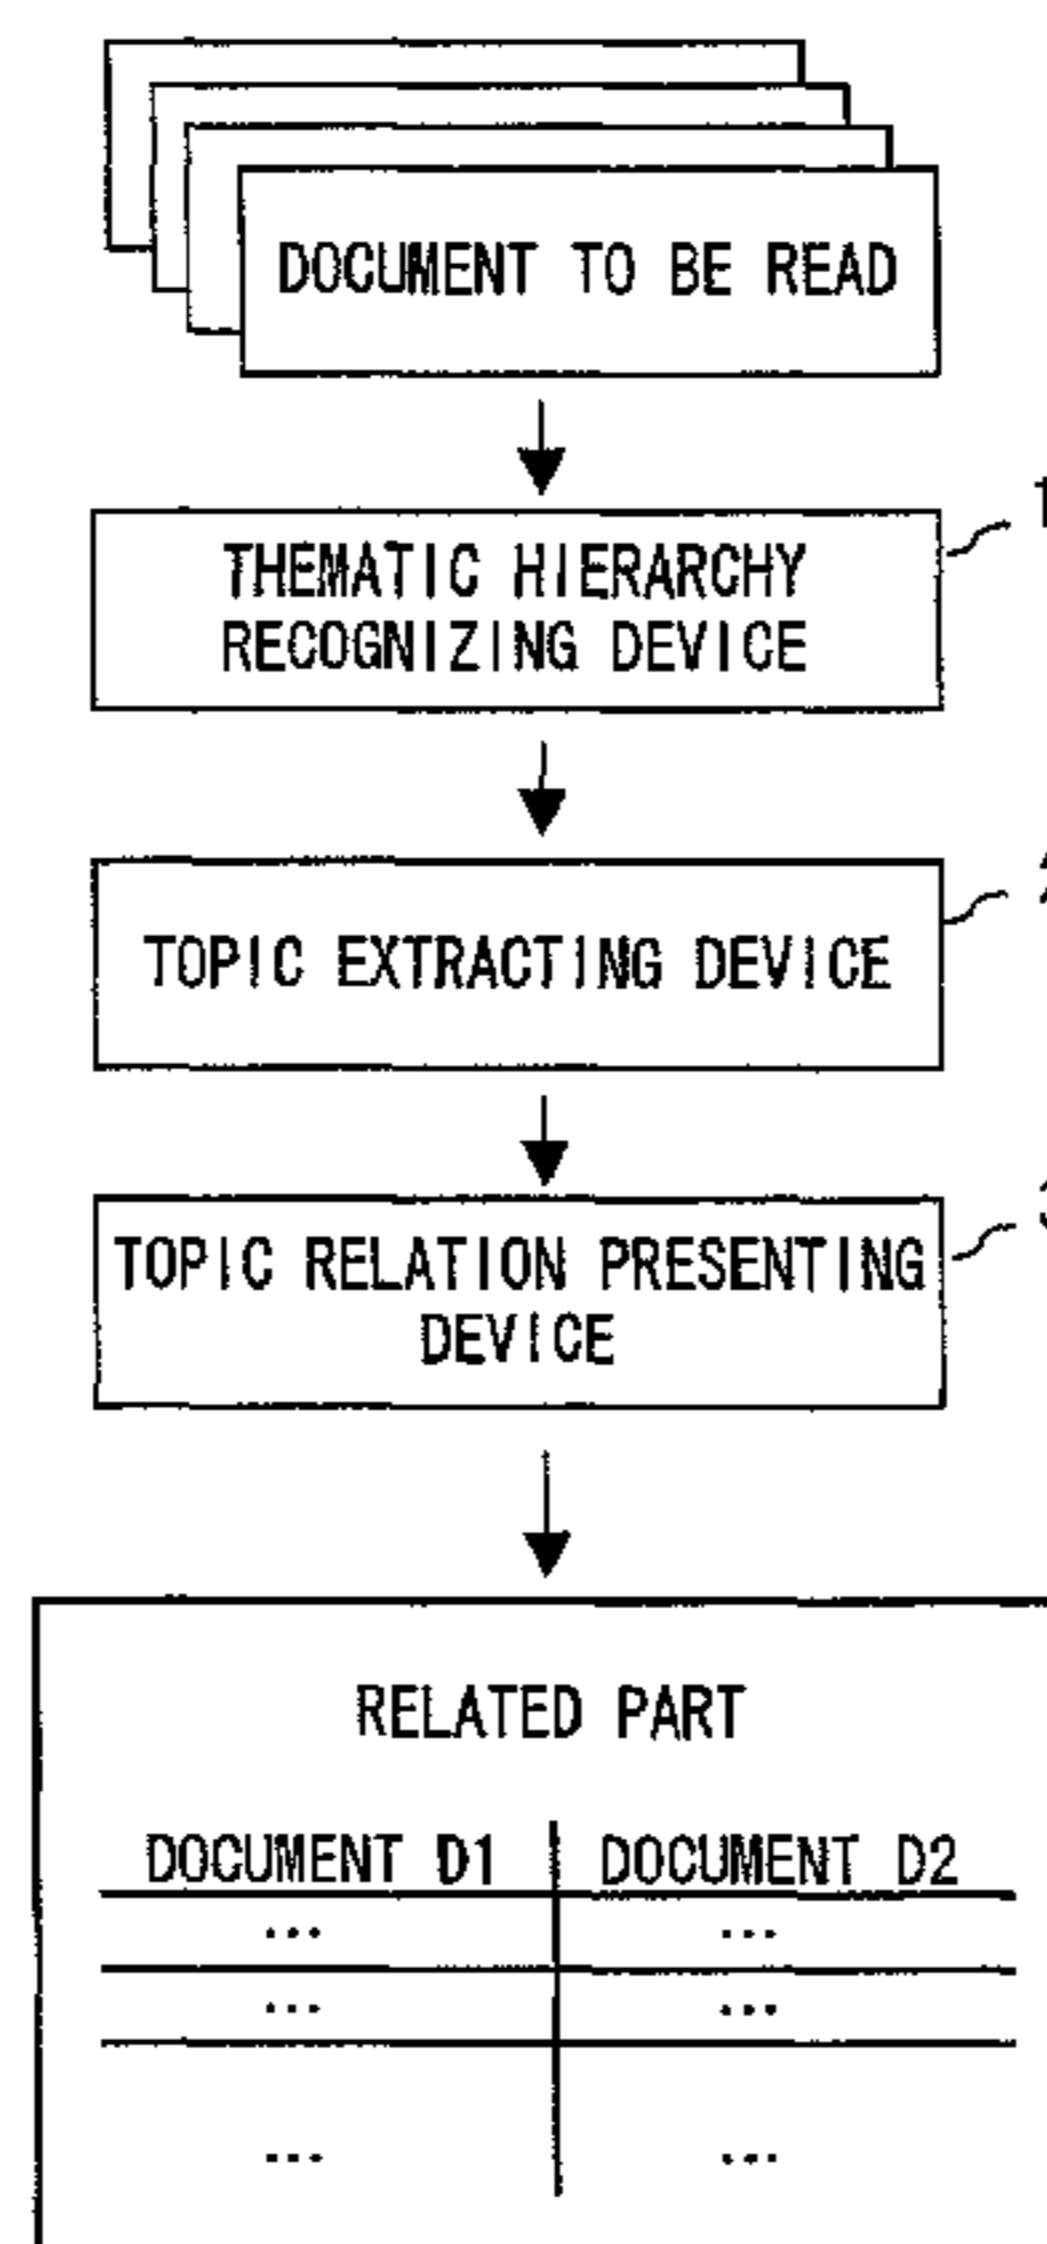 DOCUMENT TO BE READ
1
THEMATIC HIERARCHY
RECOGNIZING DEVICE
TOPIC EXTRACTING DEVICE
TOPIC RELATION PRESENTING
DEVICE
RELATED PART
DOCUMENT D1 DOCUMENT D2
... ...
... ...
... ...